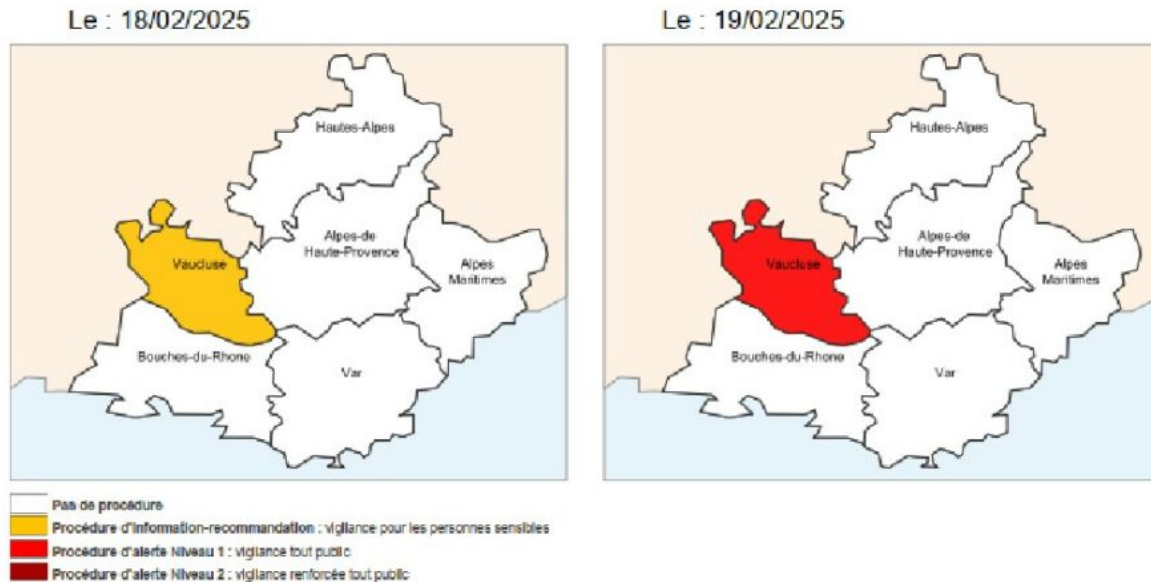 Le : 18/02/2025
Le : 19/02/2025
Hautes-Alpes
Alpes-de
Haute-Provence
Vaucluse
Alpes
Maritimes
Bouches-du-Rhone
Var
Hautes-Alpes
Alpes-de
Haute-Provence
Vaucluse
Alpes
Maritimes
Bouches-du-Rhone
Var
Pas de procédure
Procédure d'information-recommandation : vigilance pour les personnes sensibles
Procédure d'alerte Niveau 1 : vigilance tout public
Procédure d'alerte Niveau 2 : vigilance renforcée tout public